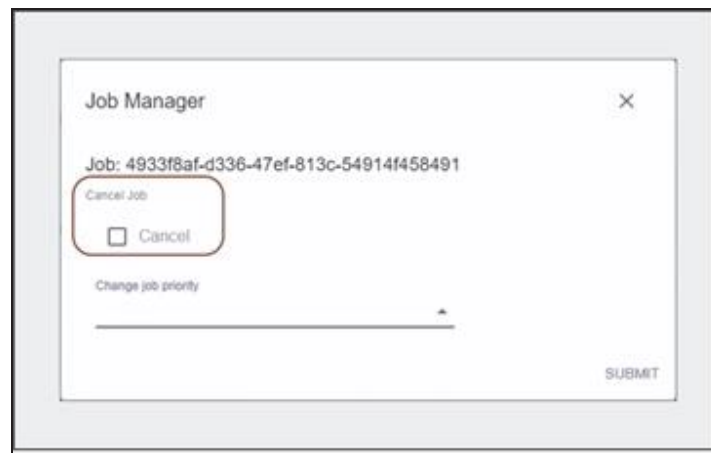 Job Manager
Job: 4933f8af-d336-47ef-813c-54914f458491
Cancel Job
Cancel
Change job priority
SUBMIT